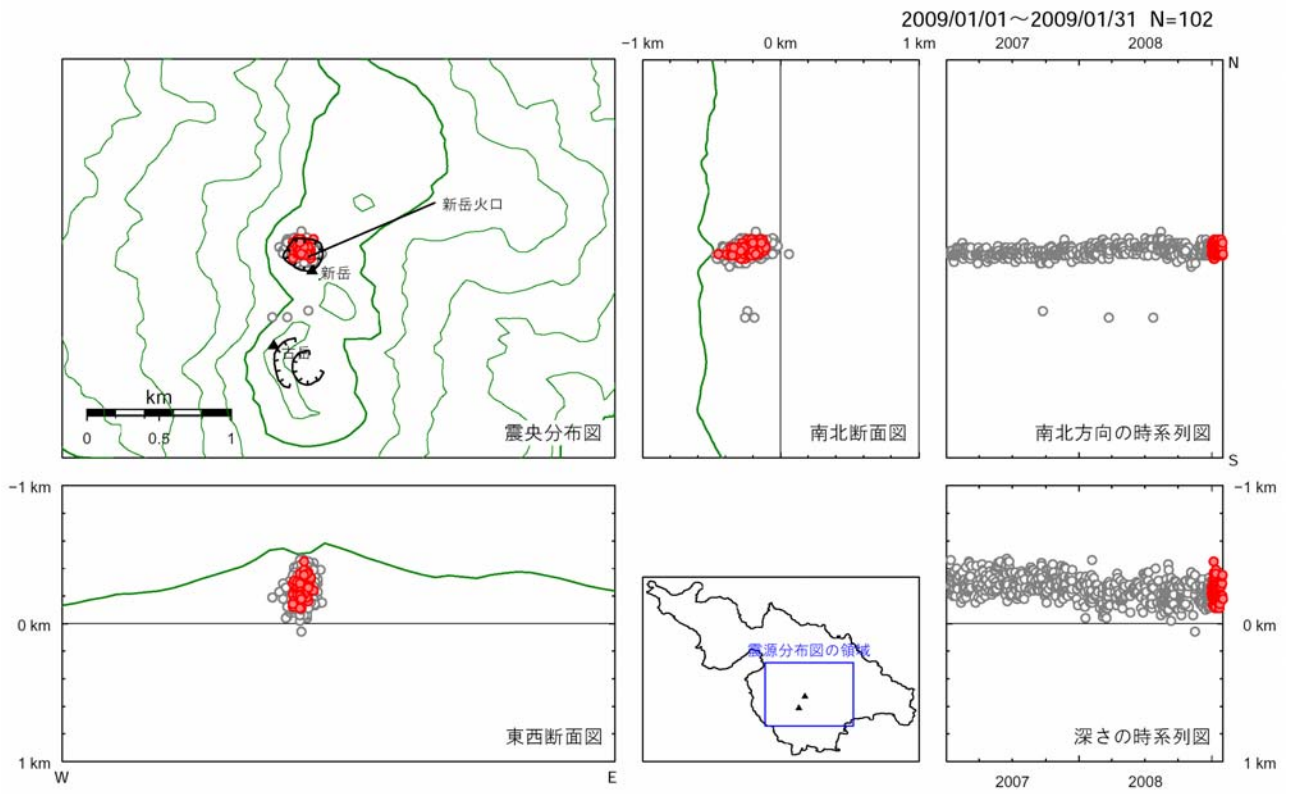 2009/01/01～2009/01/31 N=102
−1 km 0 km 1 km 2007 2008
N
新岳火口
新岳
古岳
km
0 0.5 1
震央分布図
南北断面図
南北方向の時系列図
S
−1 km
0 km
1 km
W
E
東西断面図
震源分布図の領域
−1 km
0 km
1 km
深さの時系列図
2007 2008